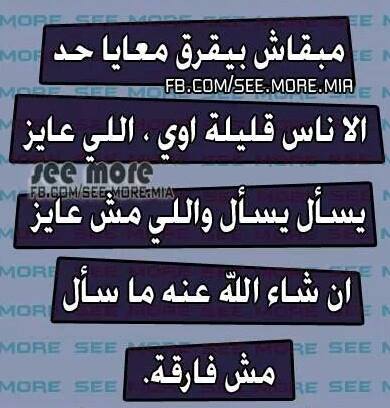 مبقاش بيفرق معايا حد
FB.COM/SEE.MORE.MIA
الا ناس قليلة اوي ، اللي عايز
see more
FB.COM/SEE.MORE.MIA
يسأل يسأل واللي مش عايز
ان شاء الله عنه ما سأل
مش فارقة.